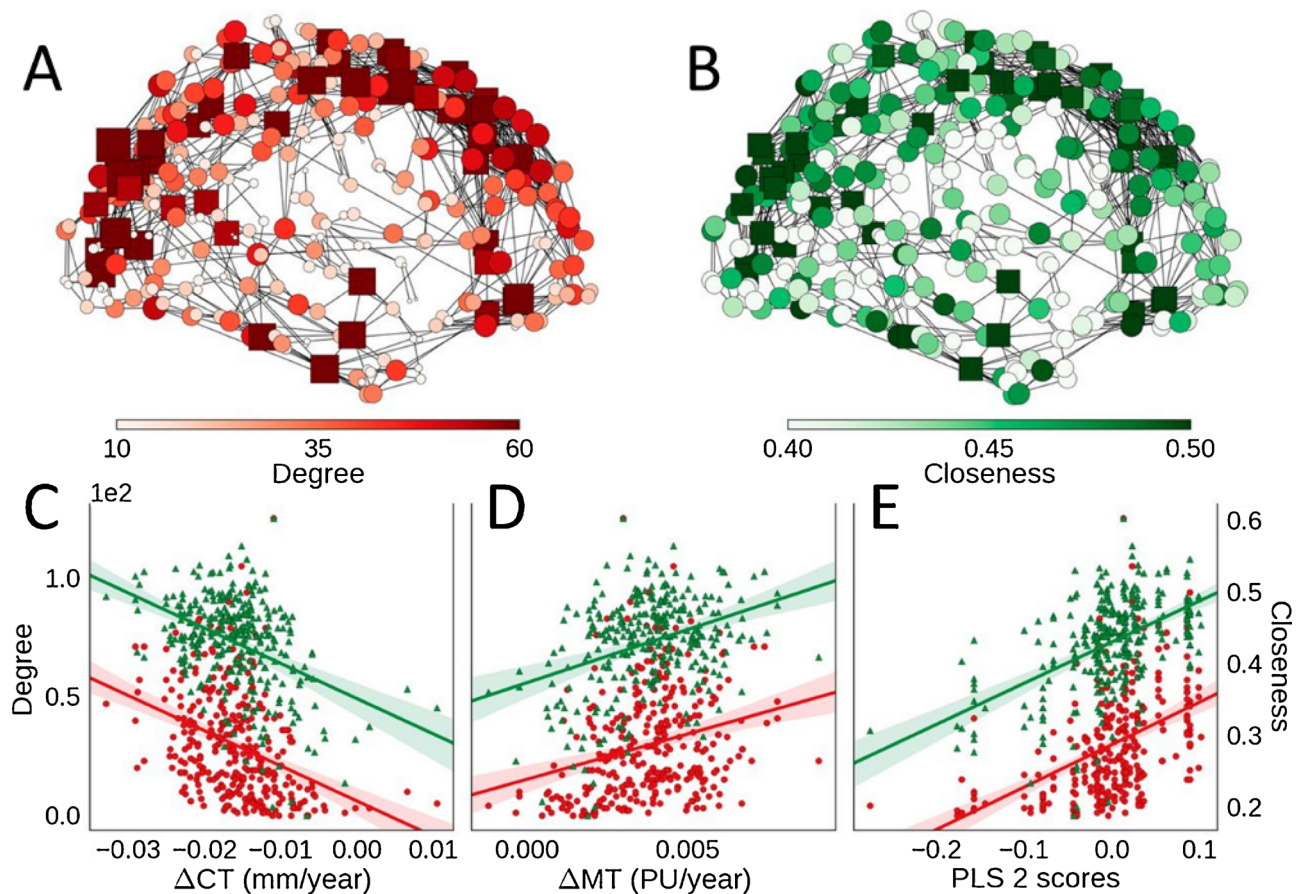 A
B
10 35 60
Degree
0.40 0.45 0.50
Closeness
C
1e2
D
E
Degree
1.0
0.5
0.0
0.6
0.5
0.4
0.3
0.2
Closeness
−0.03 −0.02 −0.01 0.00 0.01
ΔCT (mm/year)
0.000 0.005
ΔMT (PU/year)
−0.2 −0.1 0.0 0.1
PLS 2 scores